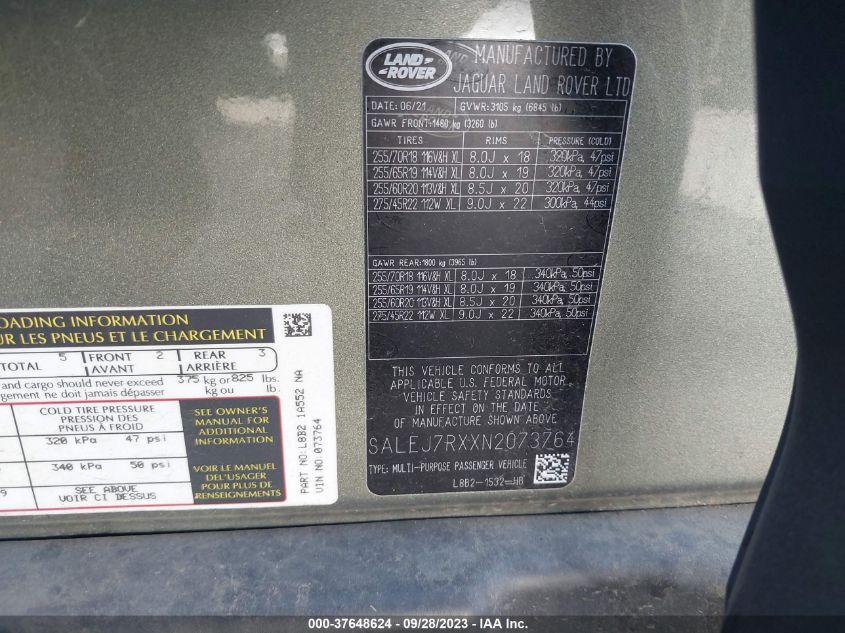 LAND ROVER
MANUFACTURED BY
JAGUAR LAND ROVER LTD
DATE: 06/21 GVWR: 3105 kg (6845 lb)
GAWR FRONT: 1480 kg (3260 lb)
TIRES RIMS PRESSURE (COLD)
255/70R18 116V&H XL 8.0J x 18 320kPa, 47psi
255/65R19 114V&H XL 8.0J x 19 320kPa, 47psi
255/60R20 113V&H XL 8.5J x 20 320kPa, 47psi
275/45R22 112W XL 9.0J x 22 300kPa, 44psi
GAWR REAR: 1800 kg (3965 lb)
255/70R18 116V&H XL 8.0J x 18 340kPa, 50psi
255/65R19 114V&H XL 8.0J x 19 340kPa, 50psi
255/60R20 113V&H XL 8.5J x 20 340kPa, 50psi
275/45R22 112W XL 9.0J x 22 340kPa, 50psi
THIS VEHICLE CONFORMS TO ALL
APPLICABLE U.S. FEDERAL MOTOR
VEHICLE SAFETY STANDARDS
IN EFFECT ON THE DATE
OF MANUFACTURE SHOWN ABOVE
SALEJ7RXXN2073764
TYPE: MULTI-PURPOSE PASSENGER VEHICLE
L8B2-1532-HB
OADING INFORMATION
UR LES PNEUS ET LE CHARGEMENT
TOTAL 5 FRONT 2 REAR 3
AVANT ARRIÈRE
and cargo should never exceed 375 kg or 825 lbs.
gement ne doit jamais dépasser kg ou lb.
COLD TIRE PRESSURE
PRESSION DES
PNEUS À FROID
320 kPa 47 psi
340 kPa 50 psi
9 SEE ABOVE
VOIR CI DESSUS
SEE OWNER'S
MANUAL FOR
ADDITIONAL
INFORMATION
VOIR LE MANUEL
DEL'USAGER
POUR PLUS DE
RENSEIGNEMENTS
PART NO: L8B2 1A552 NA
VIN NO: 073764
000-37648624 / 09/28/2023 / © IAAI, Inc.